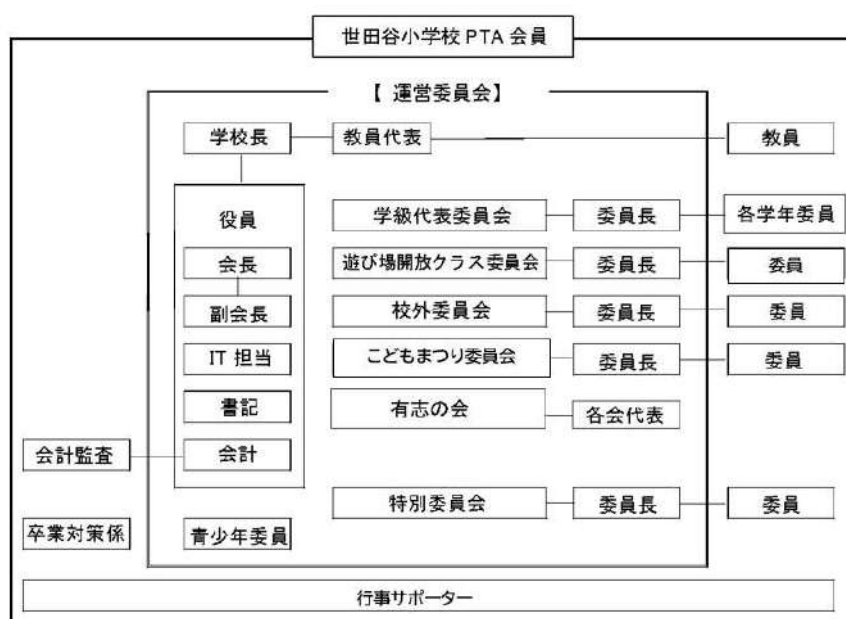 世田谷小学校 PTA 会員
【 運営委員会】
学校長 教員代表 教員
役員
学級代表委員会 委員長 各学年委員
会長
遊び場開放クラス委員会 委員長 委員
副会長
校外委員会 委員長 委員
IT 担当
こどもまつり委員会 委員長 委員
書記
有志の会 各会代表
会計監査 会計
特別委員会 委員長 委員
卒業対策係 青少年委員
行事サポーター